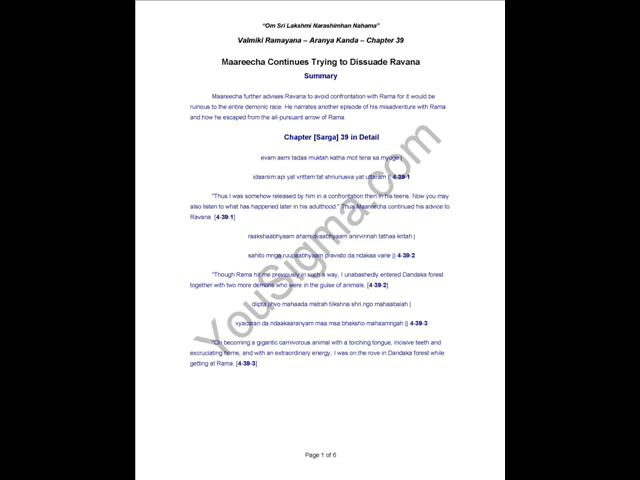 “Om Sri Lakshmi Narashimhan Nahama”
Valmiki Ramayana – Aranya Kanda – Chapter 39
Maareecha Continues Trying to Dissuade Ravana
Summary
Maareecha further advises Ravana to avoid confrontation with Rama for it would be
ruinous to the entire demonic race. He narrates another episode of his misadventure with Rama
and how he escaped from the all-pursuant arrow of Rama.
Chapter [Sarga] 39 in Detail
evam asmi tadaa muktah katha mcit tena sa myuge |
idaaniim api yat vrittam tat shriunusva yat uttaram || 4-39-1
"Thus I was somehow released by him in a confrontation then in his teens. Now you may
also listen to what has happened later in his adulthood." Thus Maareecha continued his advice to
Ravana. [4-39-1]
raakshaabhyaam aham dvaabhyaam anirvinnah tathaa kritah |
sahito mriga ruupaabhyaam pravisto da.ndakaa vane || 4-39-2
"Though Rama hit me previously in such a way, I unabashedly entered Dandaka forest
together with two more demons who were in the guise of animals. [4-39-2]
diipta jihvo mahaada mstrah tiikshna shri.ngo mahaabalah |
vyacaran da.ndaakaaranyam maa.msa bhaksho mahaamrigah || 4-39-3
"On becoming a gigantic carnivorous animal with a torching tongue, incisive teeth and
excruciating horns, and with an extraordinary energy, I was on the rove in Dandaka forest while
getting at Rama. [4-39-3]
YouSigma.com
Page 1 of 6